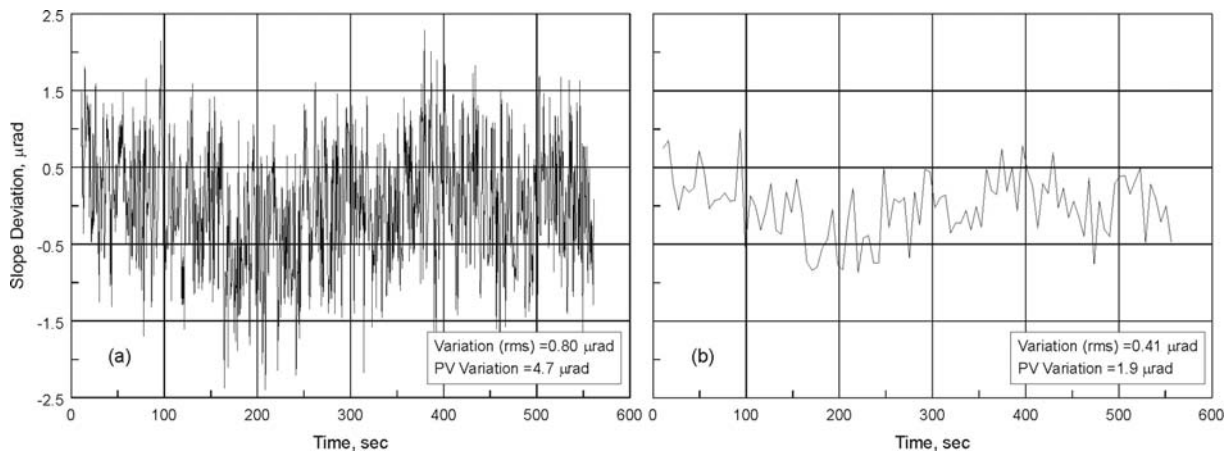 2.5
1.5
0.5
-0.5
-1.5
-2.5
Slope Deviation, μrad
(a)
Variation (rms) =0.80 μrad
PV Variation =4.7 μrad
0 100 200 300 400 500 600
Time, sec
(b)
Variation (rms) =0.41 μrad
PV Variation =1.9 μrad
0 100 200 300 400 500 600
Time, sec